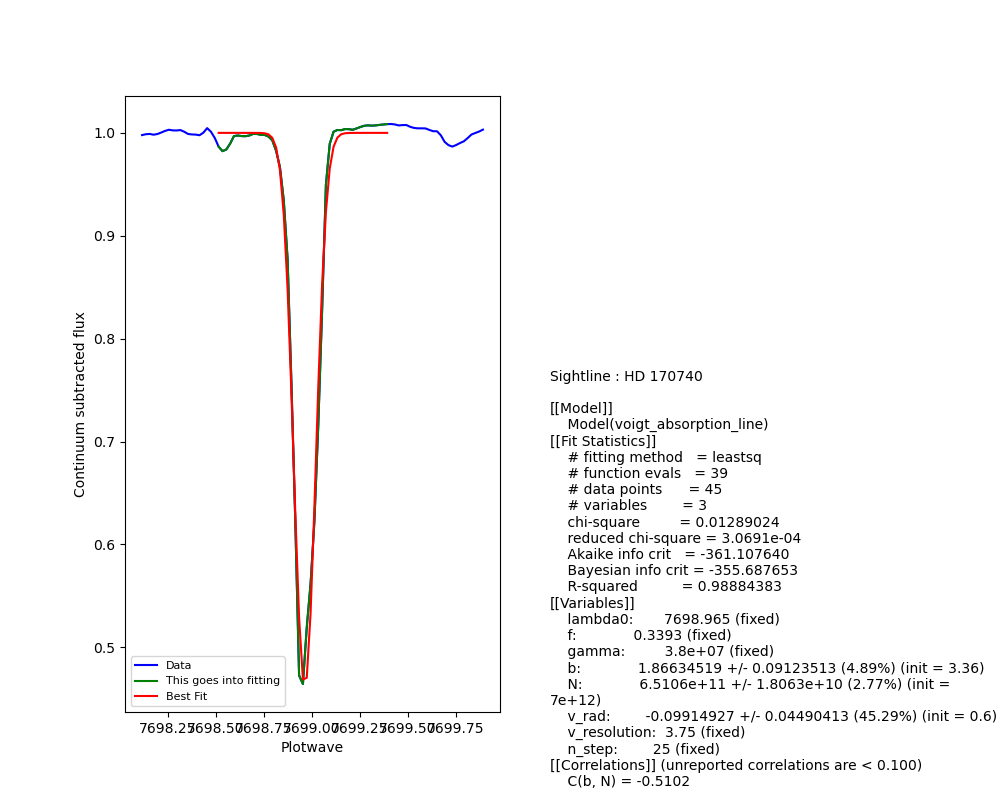 1.0
0.9
0.8
0.7
0.6
0.5
Continuum subtracted flux
Data
This goes into fitting
Best Fit
7698.25 7698.50 7698.75 7699.00 7699.25 7699.50 7699.75
Plotwave
Sightline : HD 170740
[[Model]]
Model(voigt_absorption_line)
[[Fit Statistics]]
# fitting method = leastsq
# function evals = 39
# data points = 45
# variables = 3
chi-square = 0.01289024
reduced chi-square = 3.0691e-04
Akaike info crit = -361.107640
Bayesian info crit = -355.687653
R-squared = 0.98884383
[[Variables]]
lambda0: 7698.965 (fixed)
f: 0.3393 (fixed)
gamma: 3.8e+07 (fixed)
b: 1.86634519 +/- 0.09123513 (4.89%) (init = 3.36)
N: 6.5106e+11 +/- 1.8063e+10 (2.77%) (init =
7e+12)
v_rad: -0.09914927 +/- 0.04490413 (45.29%) (init = 0.6)
v_resolution: 3.75 (fixed)
n_step: 25 (fixed)
[[Correlations]] (unreported correlations are < 0.100)
C(b, N) = -0.5102